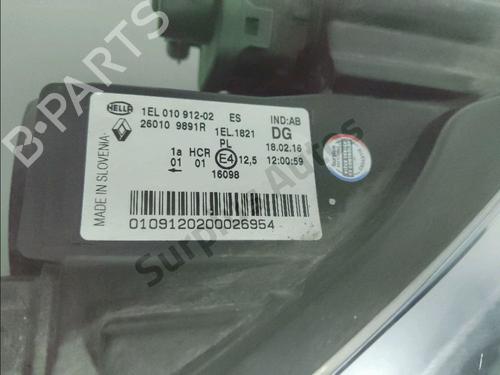 B-PARTS
HELLA 1EL 010 912-02 ES IND:AB
26010 9891R 1EL.1821 DG
PL 18.02.16
1a HCR E4 12,5 12:00:59
01 01
← 16098
MADE IN SLOVENIA
0109120200026954